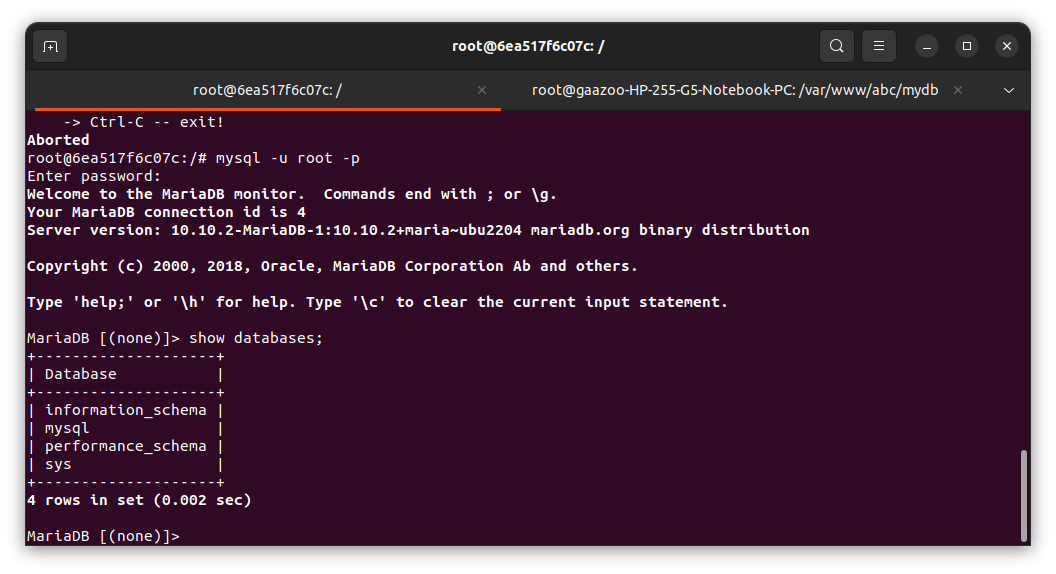 root@6ea517f6c07c: /
root@6ea517f6c07c: /
root@gaazoo-HP-255-G5-Notebook-PC: /var/www/abc/mydb
    -> Ctrl-C -- exit!
Aborted
root@6ea517f6c07c:/# mysql -u root -p
Enter password:
Welcome to the MariaDB monitor.  Commands end with ; or \g.
Your MariaDB connection id is 4
Server version: 10.10.2-MariaDB-1:10.10.2+maria~ubu2204 mariadb.org binary distribution

Copyright (c) 2000, 2018, Oracle, MariaDB Corporation Ab and others.

Type 'help;' or '\h' for help. Type '\c' to clear the current input statement.

MariaDB [(none)]> show databases;
+--------------------+
| Database           |
+--------------------+
| information_schema |
| mysql              |
| performance_schema |
| sys                |
+--------------------+
4 rows in set (0.002 sec)

MariaDB [(none)]>